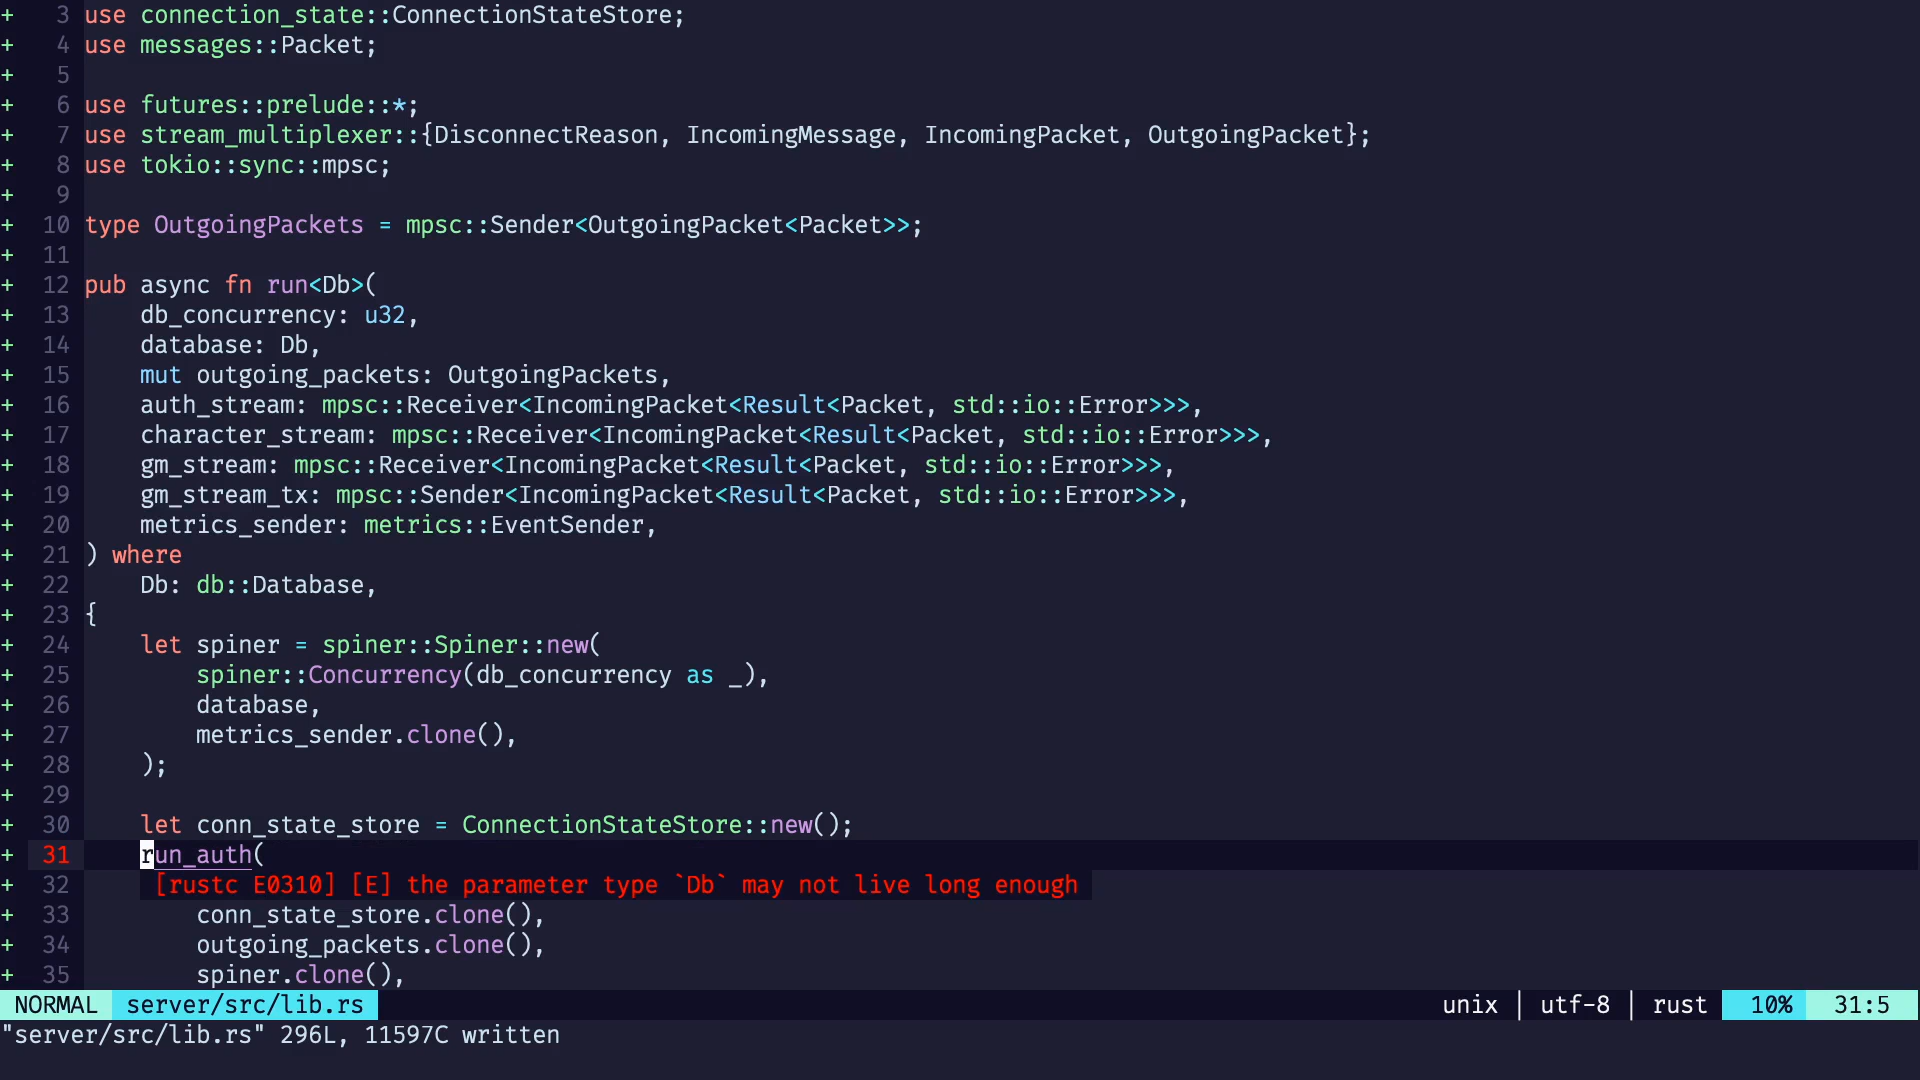 + 3 use connection_state::ConnectionStateStore;
+ 4 use messages::Packet;
+ 5
+ 6 use futures::prelude::*;
+ 7 use stream_multiplexer::{DisconnectReason, IncomingMessage, IncomingPacket, OutgoingPacket};
+ 8 use tokio::sync::mpsc;
+ 9
+ 10 type OutgoingPackets = mpsc::Sender<OutgoingPacket<Packet>>;
+ 11
+ 12 pub async fn run<Db>(
+ 13     db_concurrency: u32,
+ 14     database: Db,
+ 15     mut outgoing_packets: OutgoingPackets,
+ 16     auth_stream: mpsc::Receiver<IncomingPacket<Result<Packet, std::io::Error>>>,
+ 17     character_stream: mpsc::Receiver<IncomingPacket<Result<Packet, std::io::Error>>>,
+ 18     gm_stream: mpsc::Receiver<IncomingPacket<Result<Packet, std::io::Error>>>,
+ 19     gm_stream_tx: mpsc::Sender<IncomingPacket<Result<Packet, std::io::Error>>>,
+ 20     metrics_sender: metrics::EventSender,
+ 21 ) where
+ 22     Db: db::Database,
+ 23 {
+ 24     let spiner = spiner::Spiner::new(
+ 25         spiner::Concurrency(db_concurrency as _),
+ 26         database,
+ 27         metrics_sender.clone(),
+ 28     );
+ 29
+ 30     let conn_state_store = ConnectionStateStore::new();
+ 31     run_auth(
+ 32      [rustc E0310] [E] the parameter type `Db` may not live long enough
+ 33         conn_state_store.clone(),
+ 34         outgoing_packets.clone(),
+ 35         spiner.clone(),
NORMAL server/src/lib.rs unix | utf-8 | rust 10% 31:5
"server/src/lib.rs" 296L, 11597C written